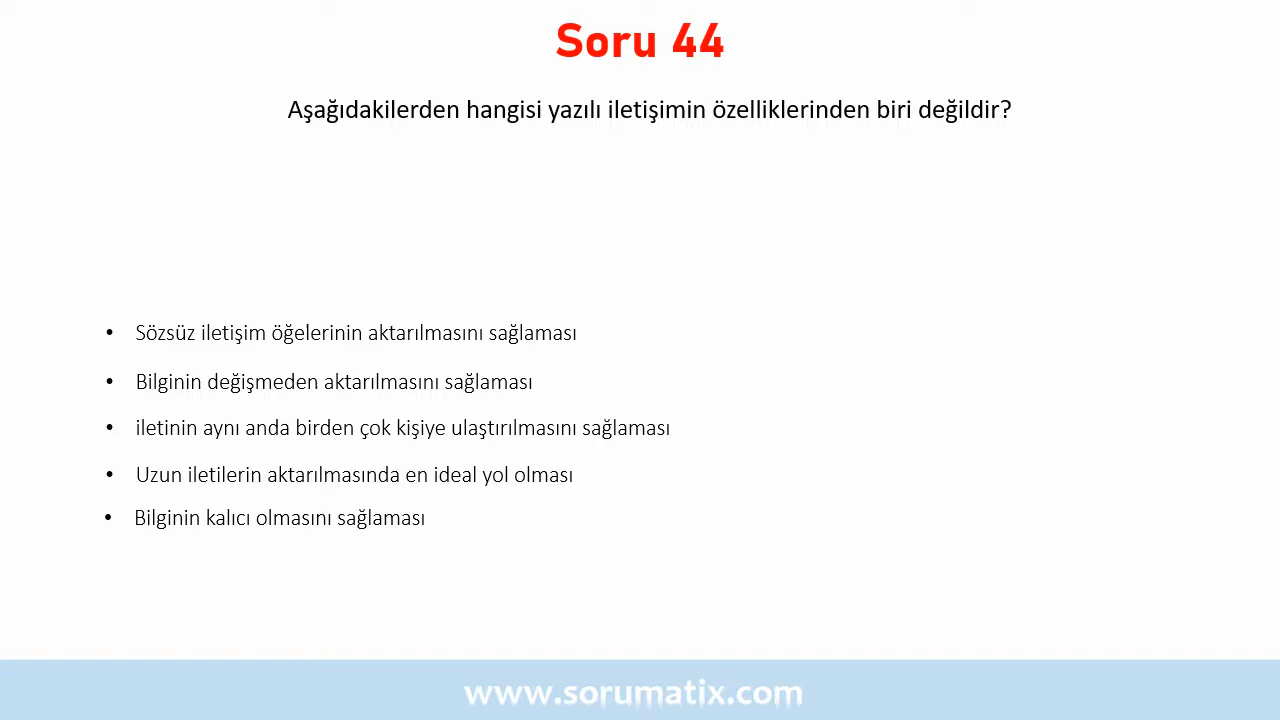 Soru 44
Aşağıdakilerden hangisi yazılı iletişimin özelliklerinden biri değildir?
• Sözsüz iletişim öğelerinin aktarılmasını sağlaması
• Bilginin değişmeden aktarılmasını sağlaması
• iletinin aynı anda birden çok kişiye ulaştırılmasını sağlaması
• Uzun iletilerin aktarılmasında en ideal yol olması
• Bilginin kalıcı olmasını sağlaması
www.sorumatix.com